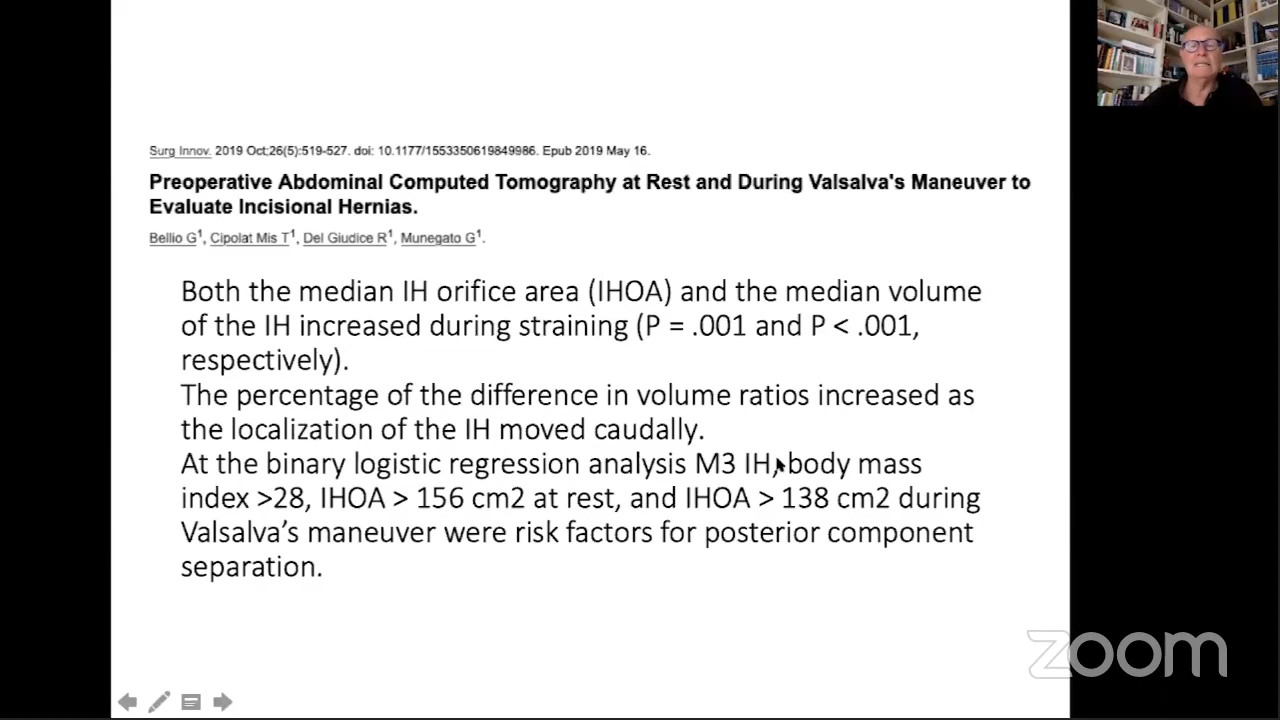 Surg Innov. 2019 Oct;26(5):519-527. doi: 10.1177/1553350619849986. Epub 2019 May 16.
Preoperative Abdominal Computed Tomography at Rest and During Valsalva's Maneuver to
Evaluate Incisional Hernias.
Bellio G1, Cipolat Mis T1, Del Giudice R1, Munegato G1.
Both the median IH orifice area (IHOA) and the median volume
of the IH increased during straining (P = .001 and P < .001,
respectively).
The percentage of the difference in volume ratios increased as
the localization of the IH moved caudally.
At the binary logistic regression analysis M3 IH, body mass
index >28, IHOA > 156 cm2 at rest, and IHOA > 138 cm2 during
Valsalva’s maneuver were risk factors for posterior component
separation.
zoom